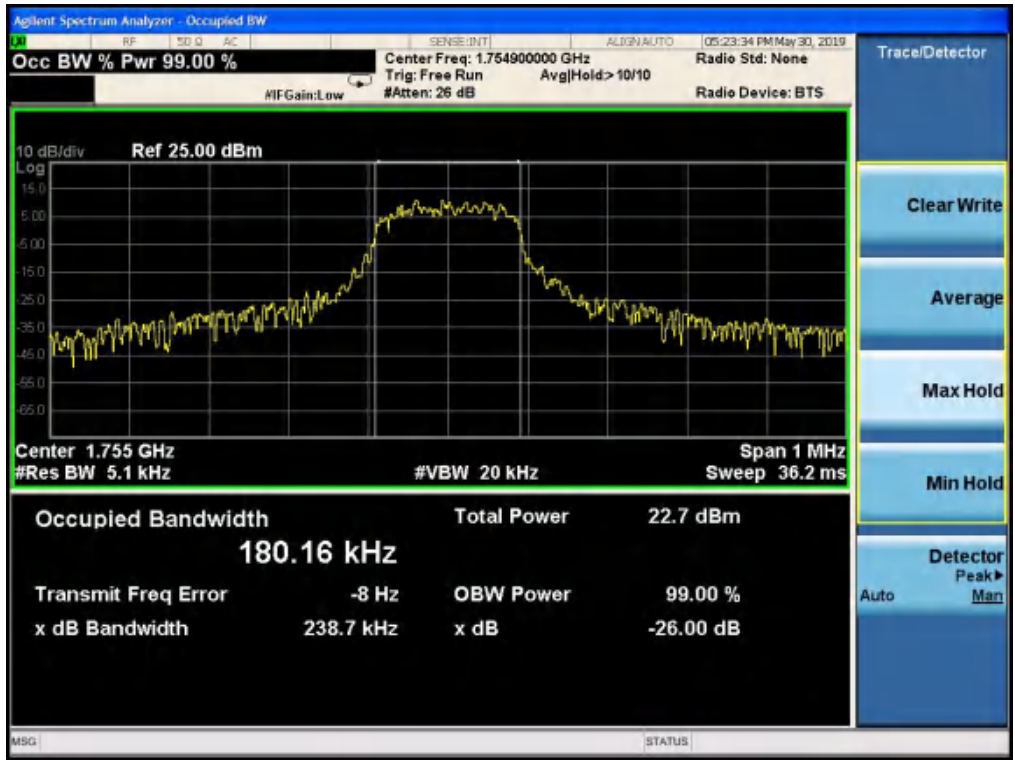 Agilent Spectrum Analyzer - Occupied BW
RF 50 Ω AC SENSE:INT ALIGNAUTO 05:23:34 PM May 30, 2019
Occ BW % Pwr 99.00 % Center Freq: 1.754900000 GHz Radio Std: None
Trig: Free Run Avg|Hold:> 10/10
#IFGain:Low #Atten: 26 dB Radio Device: BTS
Trace/Detector
10 dB/div Ref 25.00 dBm
Log
15.0
5.00
-5.00
-15.0
-25.0
-35.0
-45.0
-55.0
-65.0
Center 1.755 GHz Span 1 MHz
#Res BW 5.1 kHz #VBW 20 kHz Sweep 36.2 ms
Occupied Bandwidth Total Power 22.7 dBm
180.16 kHz
Transmit Freq Error -8 Hz OBW Power 99.00 %
x dB Bandwidth 238.7 kHz x dB -26.00 dB
Clear Write
Average
Max Hold
Min Hold
Detector
Peak▶
Auto Man
MSG STATUS